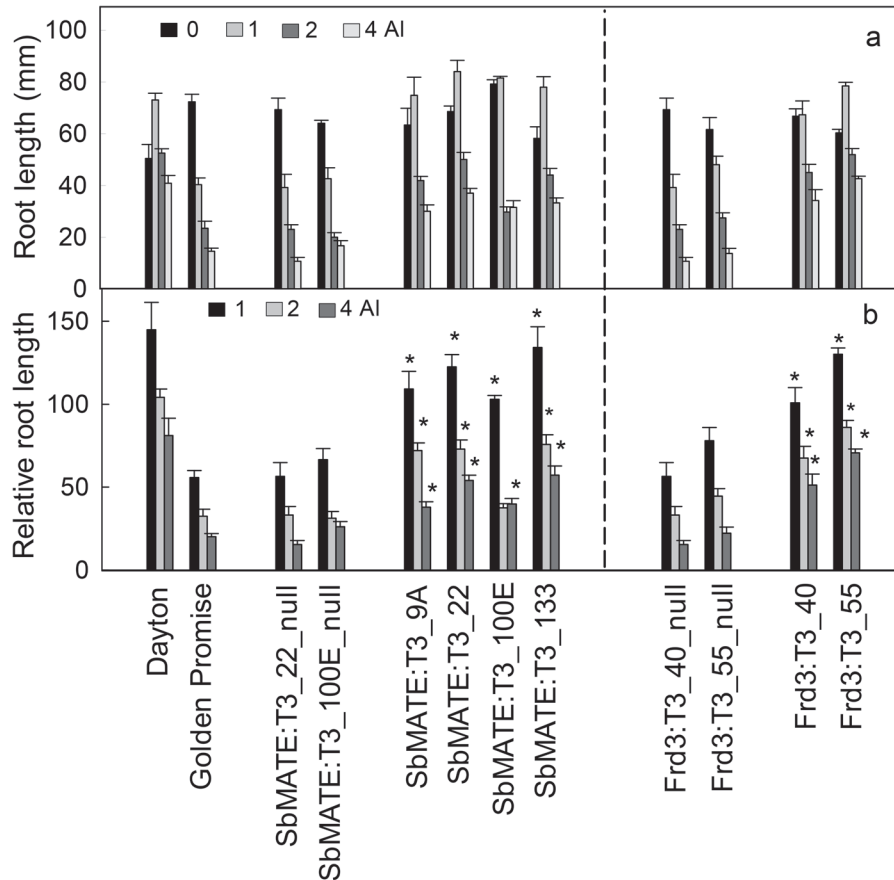 0 1 2 4 Al
a
Root length (mm)
100
80
60
40
20
0
1 2 4 Al
b
Relative root length
150
100
50
0
Dayton
Golden Promise
SbMATE:T3_22_null
SbMATE:T3_100E_null
SbMATE:T3_9A
SbMATE:T3_22
SbMATE:T3_100E
SbMATE:T3_133
Frd3:T3_40_null
Frd3:T3_55_null
Frd3:T3_40
Frd3:T3_55